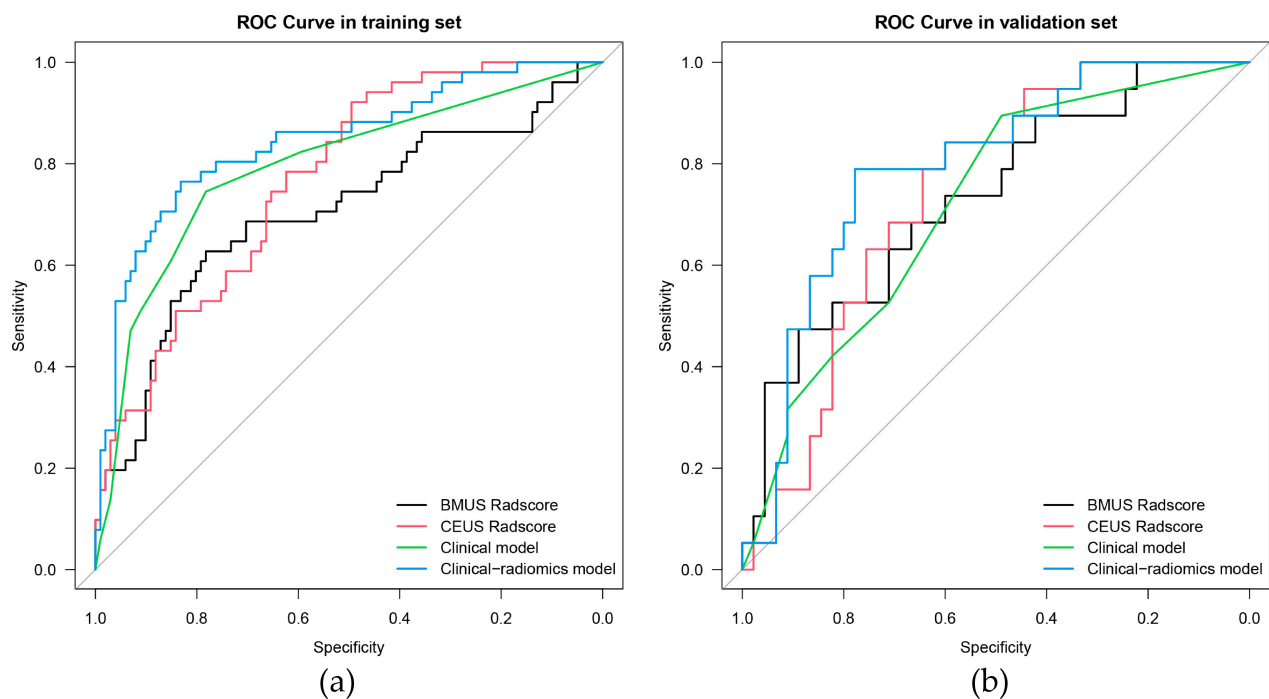 ROC Curve in training set
1.0
0.8
0.6
0.4
0.2
0.0
Sensitivity
BMUS Radscore
CEUS Radscore
Clinical model
Clinical−radiomics model
1.0 0.8 0.6 0.4 0.2 0.0
Specificity
(a)
ROC Curve in validation set
1.0
0.8
0.6
0.4
0.2
0.0
Sensitivity
BMUS Radscore
CEUS Radscore
Clinical model
Clinical−radiomics model
1.0 0.8 0.6 0.4 0.2 0.0
Specificity
(b)